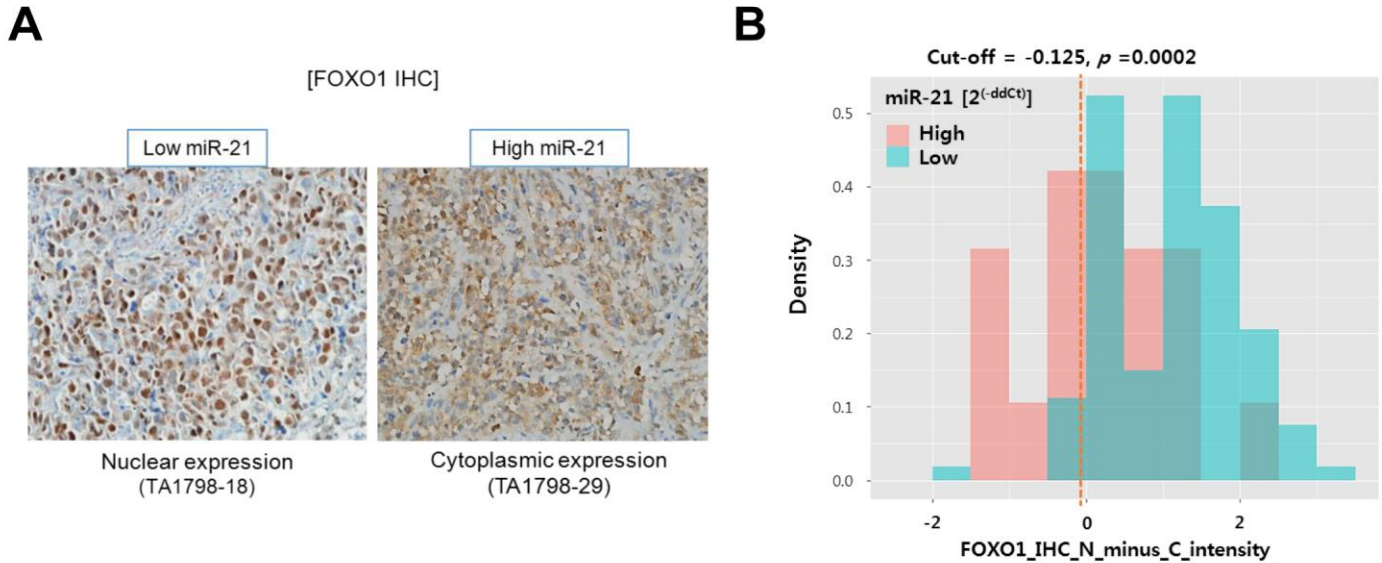 A
[FOXO1 IHC]
Low miR-21
High miR-21
Nuclear expression
(TA1798-18)
Cytoplasmic expression
(TA1798-29)
B
Cut-off = -0.125, p =0.0002
miR-21 [2(-ddCt)]
High
Low
Density
0.5
0.4
0.3
0.2
0.1
0.0
-2
0
2
FOXO1_IHC_N_minus_C_intensity